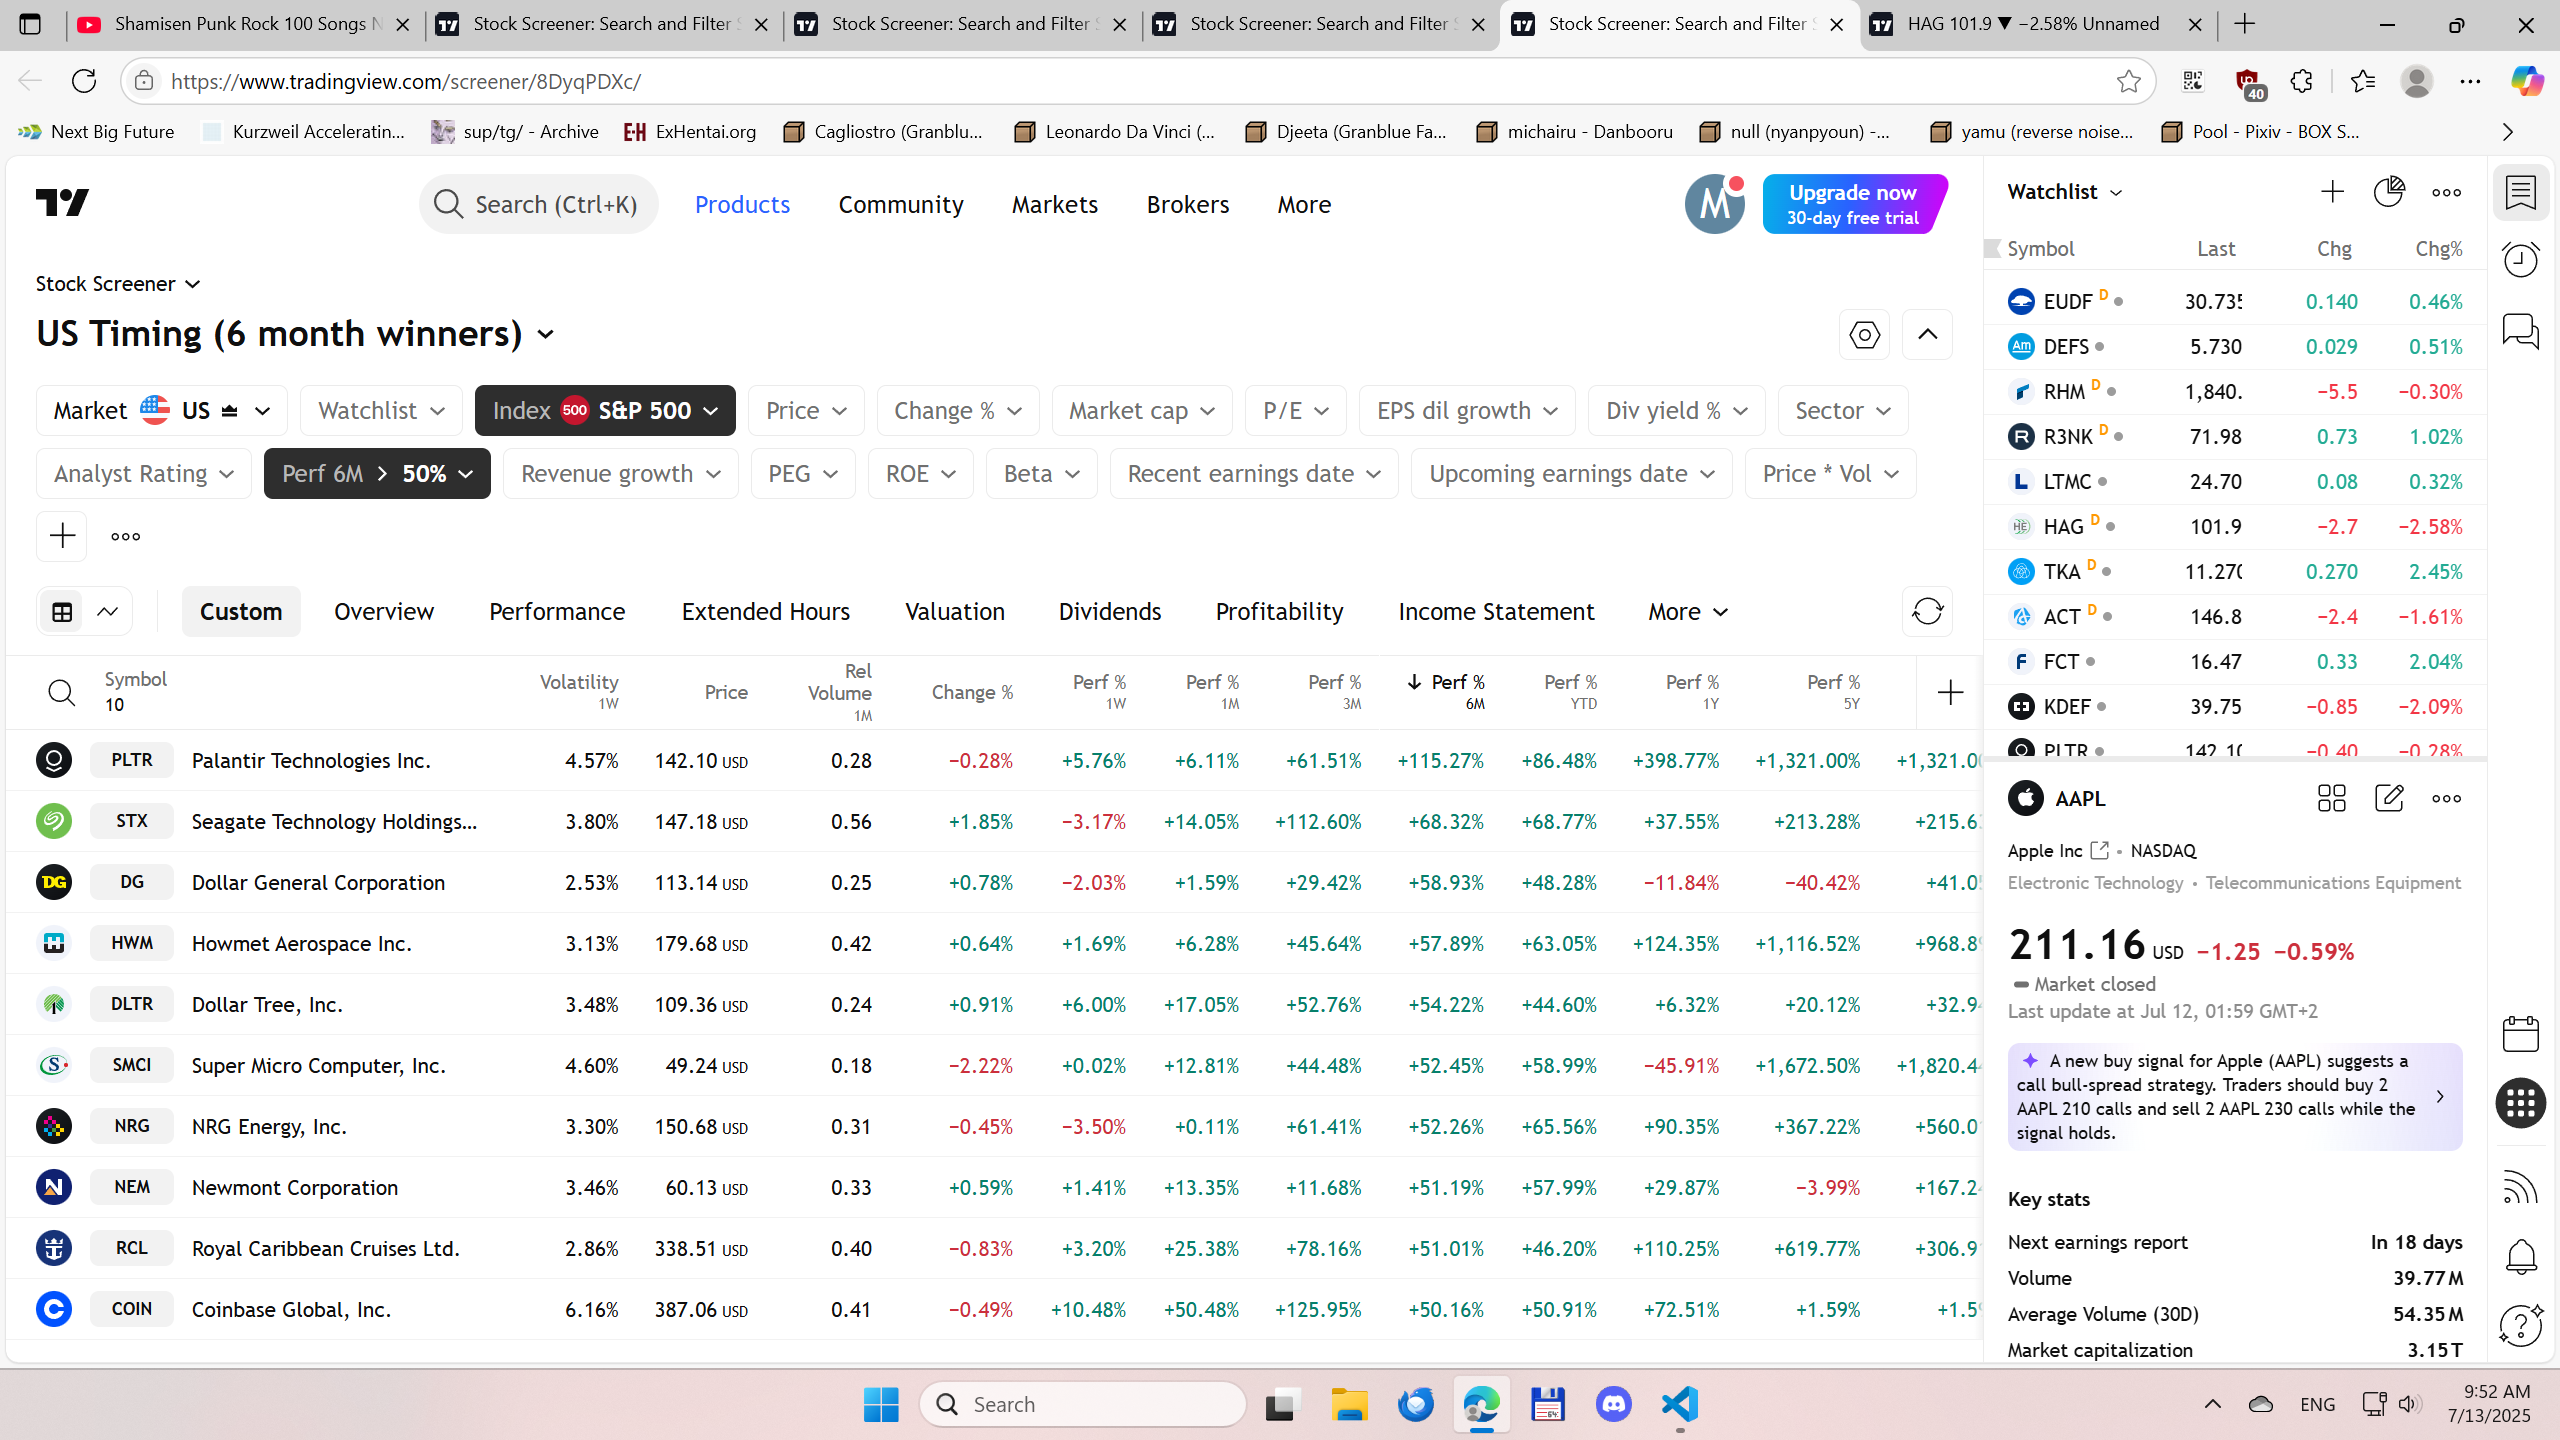 Shamisen Punk Rock 100 Songs N
Stock Screener: Search and Filter S
Stock Screener: Search and Filter S
Stock Screener: Search and Filter S
Stock Screener: Search and Filter S
HAG 101.9 ▼ −2.58% Unnamed
https://www.tradingview.com/screener/8DyqPDXc/
40
Next Big Future
Kurzweil Acceleratin...
sup/tg/ - Archive
E-H ExHentai.org
Cagliostro (Granblu...
Leonardo Da Vinci (...
Djeeta (Granblue Fa...
michairu - Danbooru
null (nyanpyoun) -...
yamu (reverse noise...
Pool - Pixiv - BOX S...
Search (Ctrl+K)
Products
Community
Markets
Brokers
More
M
Upgrade now
30-day free trial
Stock Screener
US Timing (6 month winners)
Market US
Watchlist
Index 500 S&P 500
Price
Change %
Market cap
P/E
EPS dil growth
Div yield %
Sector
Analyst Rating
Perf 6M > 50%
Revenue growth
PEG
ROE
Beta
Recent earnings date
Upcoming earnings date
Price * Vol
Custom
Overview
Performance
Extended Hours
Valuation
Dividends
Profitability
Income Statement
More
Symbol 10
Volatility 1W
Price
Rel Volume 1M
Change %
Perf % 1W
Perf % 1M
Perf % 3M
↓ Perf % 6M
Perf % YTD
Perf % 1Y
Perf % 5Y
PLTR Palantir Technologies Inc. 4.57% 142.10 USD 0.28 −0.28% +5.76% +6.11% +61.51% +115.27% +86.48% +398.77% +1,321.00% +1,321.00
STX Seagate Technology Holdings... 3.80% 147.18 USD 0.56 +1.85% −3.17% +14.05% +112.60% +68.32% +68.77% +37.55% +213.28% +215.63
DG DG Dollar General Corporation 2.53% 113.14 USD 0.25 +0.78% −2.03% +1.59% +29.42% +58.93% +48.28% −11.84% −40.42% +41.05
HWM Howmet Aerospace Inc. 3.13% 179.68 USD 0.42 +0.64% +1.69% +6.28% +45.64% +57.89% +63.05% +124.35% +1,116.52% +968.89
DLTR Dollar Tree, Inc. 3.48% 109.36 USD 0.24 +0.91% +6.00% +17.05% +52.76% +54.22% +44.60% +6.32% +20.12% +32.94
SMCI Super Micro Computer, Inc. 4.60% 49.24 USD 0.18 −2.22% +0.02% +12.81% +44.48% +52.45% +58.99% −45.91% +1,672.50% +1,820.44
NRG NRG Energy, Inc. 3.30% 150.68 USD 0.31 −0.45% −3.50% +0.11% +61.41% +52.26% +65.56% +90.35% +367.22% +560.0
NEM Newmont Corporation 3.46% 60.13 USD 0.33 +0.59% +1.41% +13.35% +11.68% +51.19% +57.99% +29.87% −3.99% +167.24
RCL Royal Caribbean Cruises Ltd. 2.86% 338.51 USD 0.40 −0.83% +3.20% +25.38% +78.16% +51.01% +46.20% +110.25% +619.77% +306.9
COIN Coinbase Global, Inc. 6.16% 387.06 USD 0.41 −0.49% +10.48% +50.48% +125.95% +50.16% +50.91% +72.51% +1.59% +1.59
Watchlist
Symbol Last Chg Chg%
EUDF D 30.735 0.140 0.46%
DEFS 5.730 0.029 0.51%
RHM D 1,840. −5.5 −0.30%
R3NK D 71.98 0.73 1.02%
LTMC 24.70 0.08 0.32%
HAG D 101.9 −2.7 −2.58%
TKA D 11.270 0.270 2.45%
ACT D 146.8 −2.4 −1.61%
FCT 16.47 0.33 2.04%
KDEF 39.75 −0.85 −2.09%
PLTR 142.10 −0.40 −0.28%
AAPL
Apple Inc • NASDAQ
Electronic Technology • Telecommunications Equipment
211.16 USD −1.25 −0.59%
Market closed
Last update at Jul 12, 01:59 GMT+2
A new buy signal for Apple (AAPL) suggests a
call bull-spread strategy. Traders should buy 2
AAPL 210 calls and sell 2 AAPL 230 calls while the
signal holds.
Key stats
Next earnings report In 18 days
Volume 39.77M
Average Volume (30D) 54.35M
Market capitalization 3.15T
Search
ENG
9:52 AM
7/13/2025